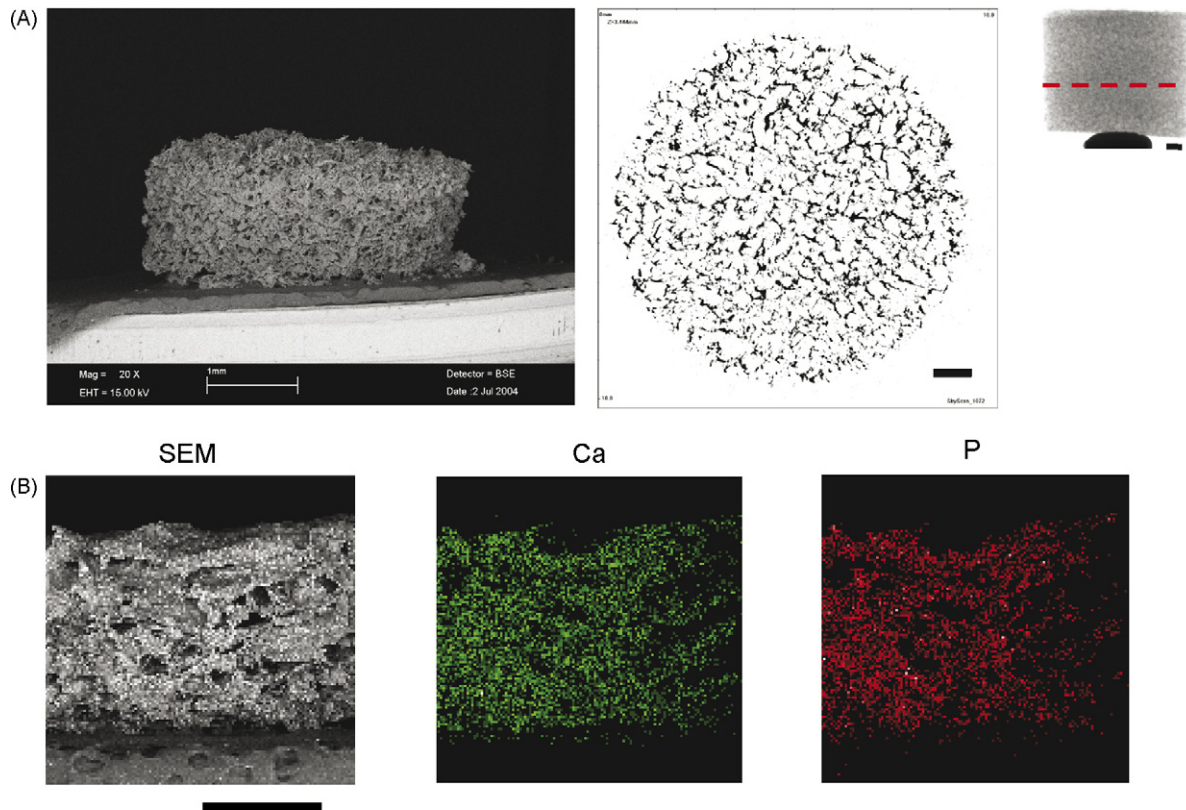 (A)
Mag = 20 X
1mm
Detector = BSE
EHT = 15.00 kV
Date :2 Jul 2004
SEM
Ca
P
(B)